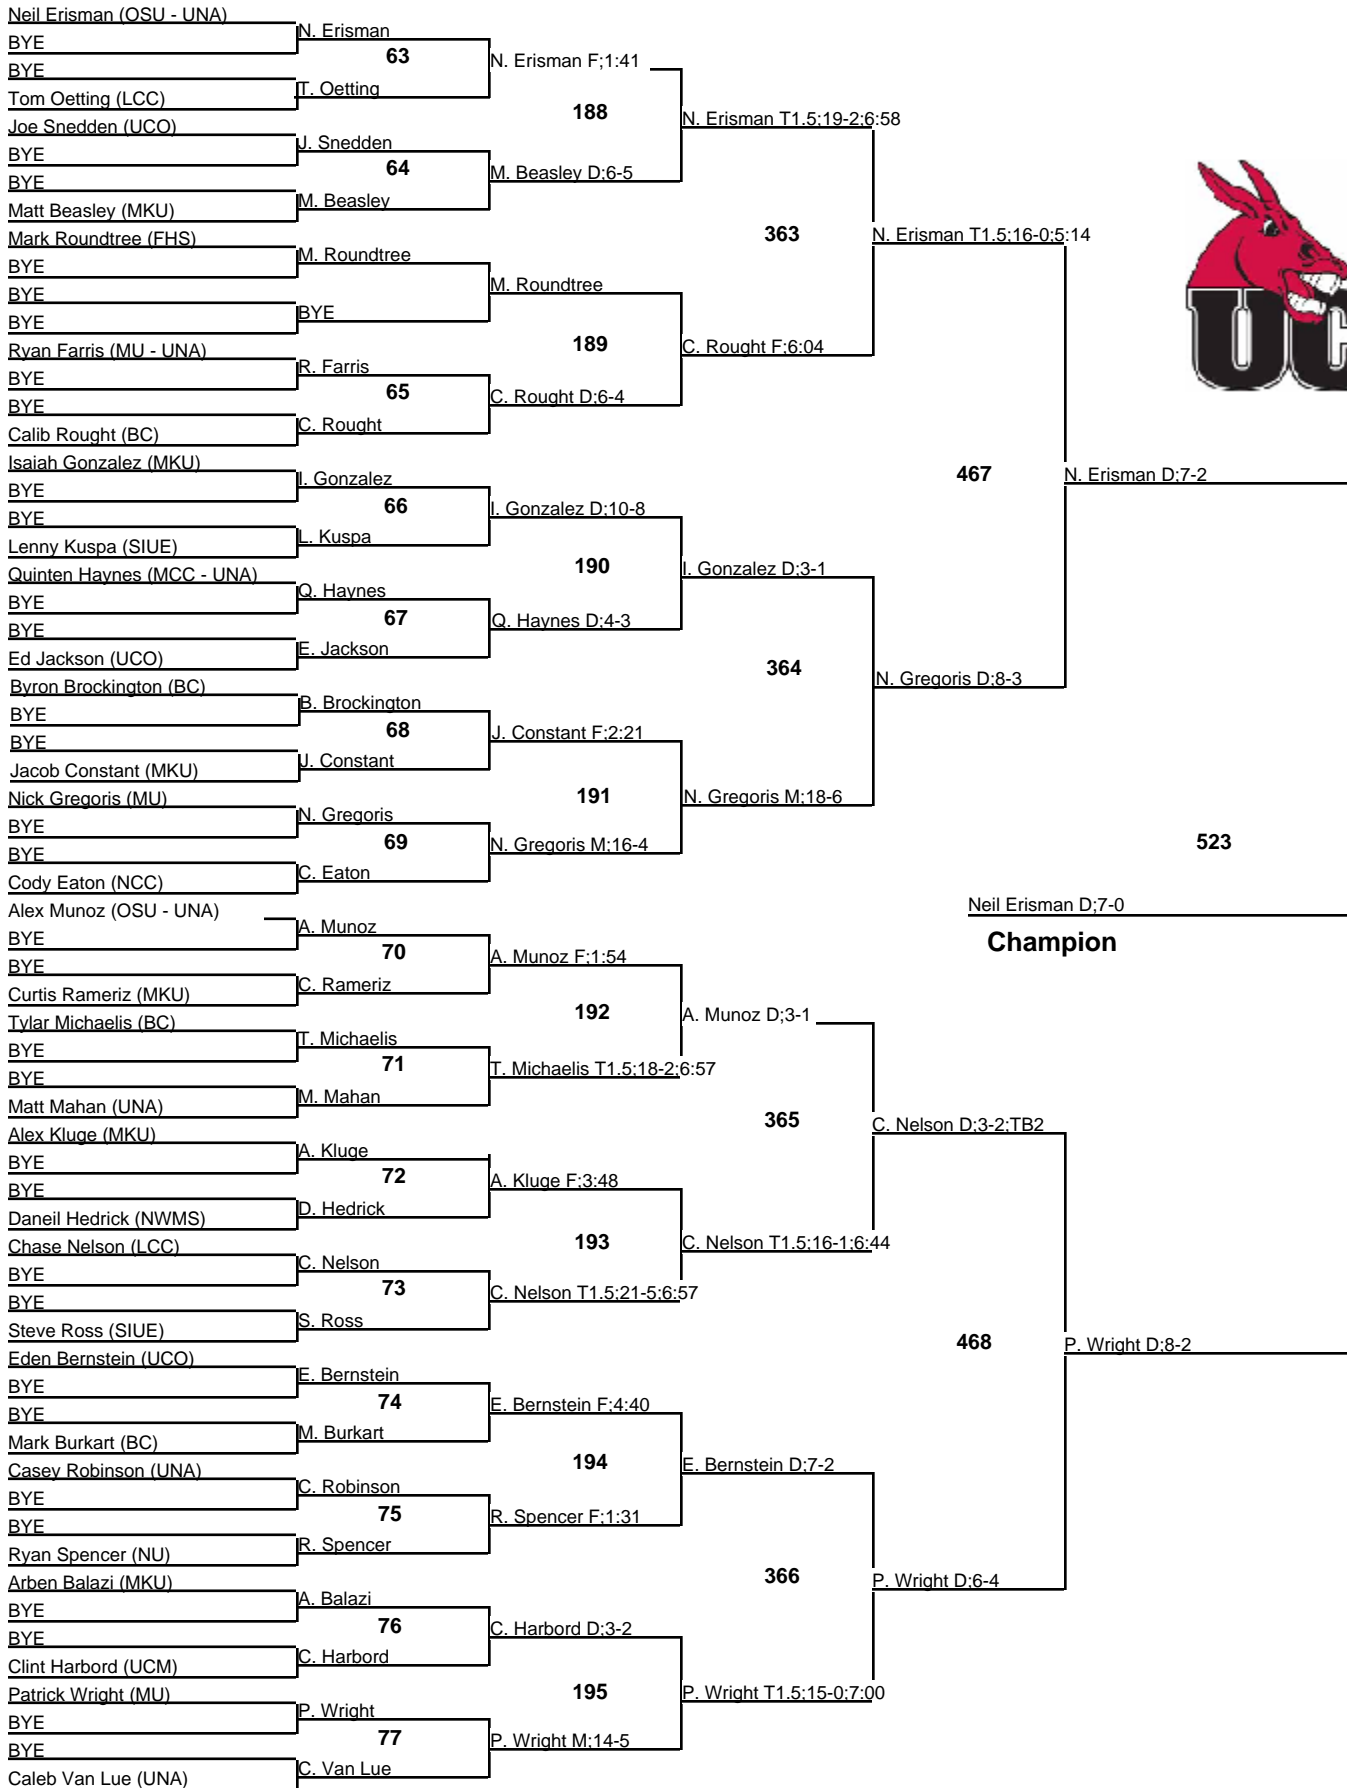 Neil Erisman (OSU - UNA)
BYE
BYE
Tom Oetting (LCC)
Joe Snedden (UCO)
BYE
BYE
Matt Beasley (MKU)
Mark Roundtree (FHS)
BYE
BYE
BYE
Ryan Farris (MU - UNA)
BYE
BYE
Calib Rought (BC)
Isaiah Gonzalez (MKU)
BYE
BYE
Lenny Kuspa (SIUE)
Quinten Haynes (MCC - UNA)
BYE
BYE
Ed Jackson (UCO)
Byron Brockington (BC)
BYE
BYE
Jacob Constant (MKU)
Nick Gregoris (MU)
BYE
BYE
Cody Eaton (NCC)
Alex Munoz (OSU - UNA)
BYE
BYE
Curtis Rameriz (MKU)
Tylar Michaelis (BC)
BYE
BYE
Matt Mahan (UNA)
Alex Kluge (MKU)
BYE
BYE
Daneil Hedrick (NWMS)
Chase Nelson (LCC)
BYE
BYE
Steve Ross (SIUE)
Eden Bernstein (UCO)
BYE
BYE
Mark Burkart (BC)
Casey Robinson (UNA)
BYE
BYE
Ryan Spencer (NU)
Arben Balazi (MKU)
BYE
BYE
Clint Harbord (UCM)
Patrick Wright (MU)
BYE
BYE
Caleb Van Lue (UNA)
N. Erisman
63
T. Oetting
J. Snedden
64
M. Beasley
M. Roundtree
BYE
R. Farris
65
C. Rought
I. Gonzalez
66
L. Kuspa
Q. Haynes
67
E. Jackson
B. Brockington
68
J. Constant
N. Gregoris
69
C. Eaton
A. Munoz
70
C. Rameriz
T. Michaelis
71
M. Mahan
A. Kluge
72
D. Hedrick
C. Nelson
73
S. Ross
E. Bernstein
74
M. Burkart
C. Robinson
75
R. Spencer
A. Balazi
76
C. Harbord
P. Wright
77
C. Van Lue
N. Erisman F;1:41
188
M. Beasley D;6-5
M. Roundtree
189
C. Rought D;6-4
I. Gonzalez D;10-8
190
Q. Haynes D;4-3
J. Constant F;2:21
191
N. Gregoris M;16-4
A. Munoz F;1:54
192
T. Michaelis T1.5;18-2;6:57
A. Kluge F;3:48
193
C. Nelson T1.5;21-5;6:57
E. Bernstein F;4:40
194
R. Spencer F;1:31
C. Harbord D;3-2
195
P. Wright M;14-5
N. Erisman T1.5;19-2;6:58
363
C. Rought F;6:04
I. Gonzalez D;3-1
364
N. Gregoris M;18-6
A. Munoz D;3-1
365
C. Nelson T1.5;16-1;6:44
E. Bernstein D;7-2
366
P. Wright T1.5;15-0;7:00
N. Erisman T1.5;16-0;5:14
467
N. Gregoris D;8-3
C. Nelson D;3-2;TB2
468
P. Wright D;6-4
UC
N. Erisman D;7-2
523
P. Wright D;8-2
Neil Erisman D;7-0
Champion